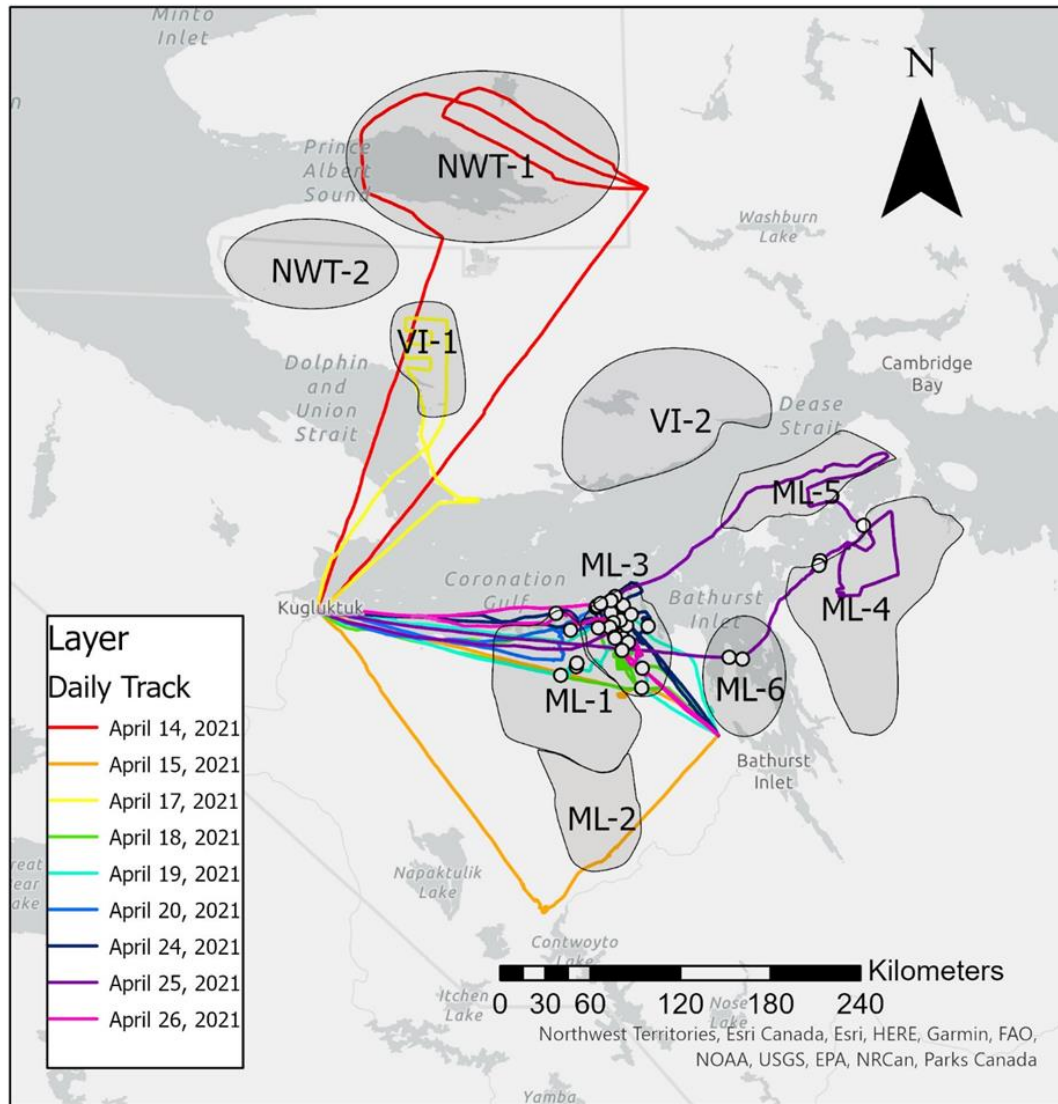 Minto
Inlet
N
Prince
Albert
Sound
NWT-1
Washburn
Lake
NWT-2
VI-1
Dolphin
and
Union
Strait
Cambridge
Bay
VI-2
Dease
Strait
ML-5
ML-3
Coronation
Gulf
Kugluktuk
Bathurst
Inlet
ML-4
ML-1
ML-6
Bathurst
Inlet
ML-2
Napaktulik
Lake
Contwoyto
Lake
Itchen
Lake
Nose
Lake
Yamba
Layer
Daily Track
April 14, 2021
April 15, 2021
April 17, 2021
April 18, 2021
April 19, 2021
April 20, 2021
April 24, 2021
April 25, 2021
April 26, 2021
Kilometers
0 30 60 120 180 240
Northwest Territories, Esri Canada, Esri, HERE, Garmin, FAO,
NOAA, USGS, EPA, NRCan, Parks Canada